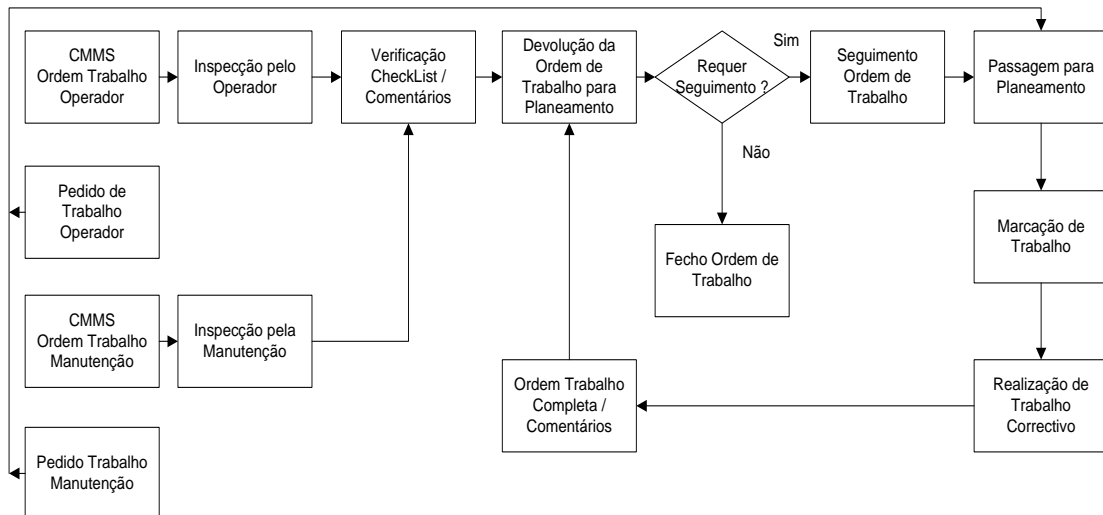 CMMS
Ordem Trabalho
Operador
Inspecção pelo
Operador
Verificação
CheckList /
Comentários
Devolução da
Ordem de
Trabalho para
Planeamento
Requer
Seguimento ?
Sim
Não
Seguimento
Ordem de
Trabalho
Passagem para
Planeamento
Pedido de
Trabalho
Operador
Fecho Ordem de
Trabalho
Marcação de
Trabalho
CMMS
Ordem Trabalho
Manutenção
Inspecção pela
Manutenção
Ordem Trabalho
Completa /
Comentários
Realização de
Trabalho
Correctivo
Pedido Trabalho
Manutenção